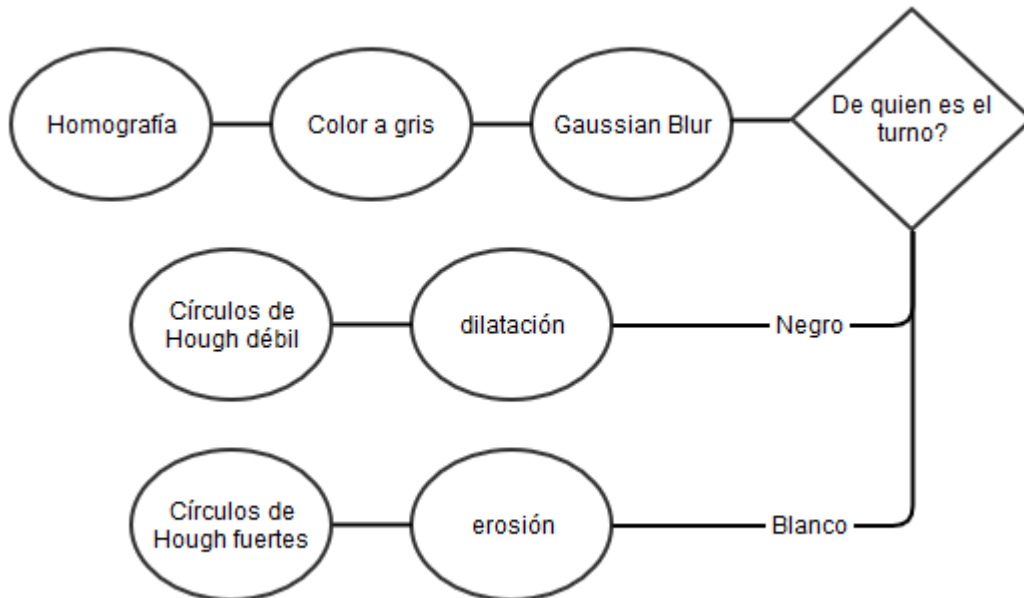 Homografía
Color a gris
Gaussian Blur
De quien es el
turno?
Círculos de
Hough débil
dilatación
Negro
Círculos de
Hough fuertes
erosión
Blanco